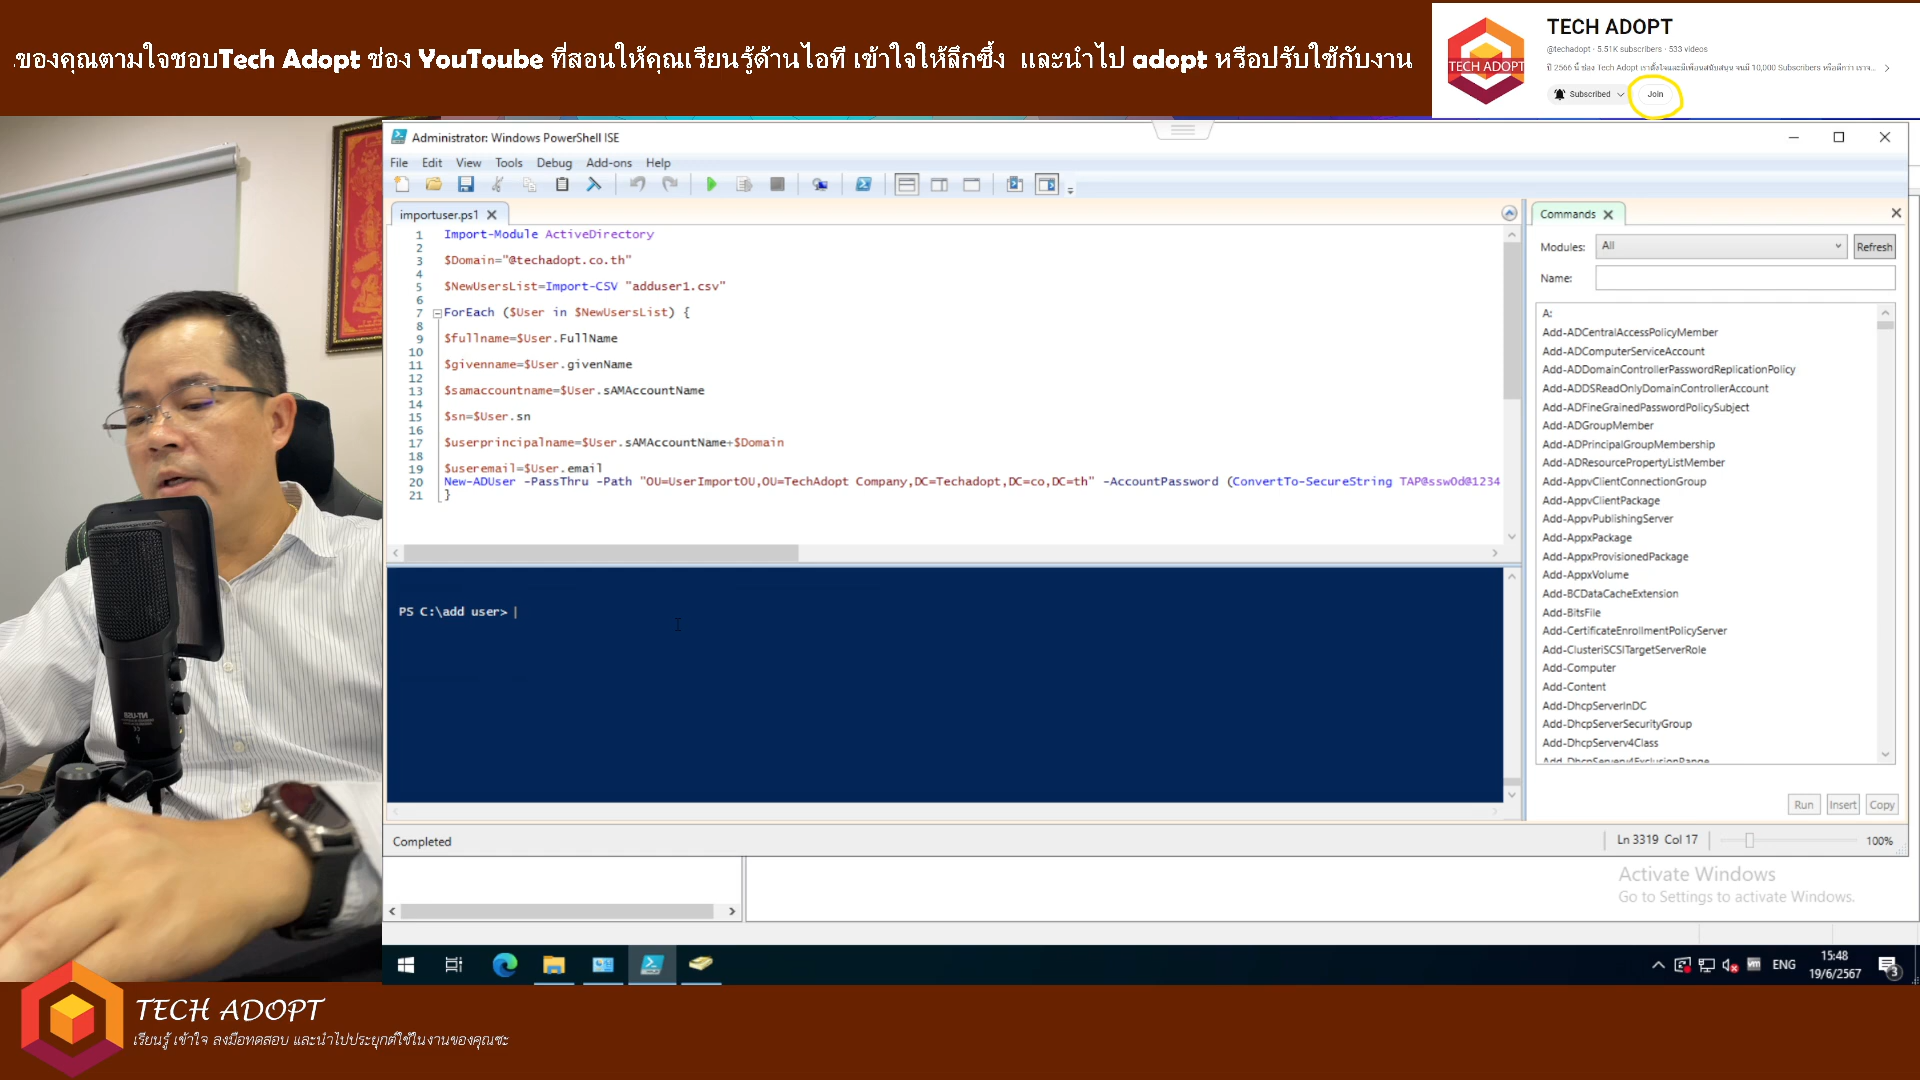 ของคุณตามใจชอบTech Adopt ช่อง YouToube ที่สอนให้คุณเรียนรู้ด้านไอที เข้าใจให้ลึกซึ้ง และนำไป adopt หรือปรับใช้กับงาน
TECH ADOPT
TECH ADOPT
@techadopt · 5.51K subscribers · 533 videos
Subscribed
Join
Administrator: Windows PowerShell ISE
File Edit View Tools Debug Add-ons Help
importuser.ps1
1 Import-Module ActiveDirectory
2
3 $Domain="@techadopt.co.th"
4
5 $NewUsersList=Import-CSV "adduser1.csv"
6
7 ForEach ($User in $NewUsersList) {
8
9 $fullname=$User.FullName
10
11 $givenname=$User.givenName
12
13 $samaccountname=$User.sAMAccountName
14
15 $sn=$User.sn
16
17 $userprincipalname=$User.sAMAccountName+$Domain
18
19 $useremail=$User.email
20 New-ADUser -PassThru -Path "OU=UserImportOU,OU=TechAdopt Company,DC=Techadopt,DC=co,DC=th" -AccountPassword (ConvertTo-SecureString TAP@ssw0d@1234
21 }
PS C:\add user>
Completed
Ln 3319 Col 17
100%
Commands
Modules: All Refresh
Name:
A:
Add-ADCentralAccessPolicyMember
Add-ADComputerServiceAccount
Add-ADDomainControllerPasswordReplicationPolicy
Add-ADDSReadOnlyDomainControllerAccount
Add-ADFineGrainedPasswordPolicySubject
Add-ADGroupMember
Add-ADPrincipalGroupMembership
Add-ADResourcePropertyListMember
Add-AppvClientConnectionGroup
Add-AppvClientPackage
Add-AppvPublishingServer
Add-AppxPackage
Add-AppxProvisionedPackage
Add-AppxVolume
Add-BCDataCacheExtension
Add-BitsFile
Add-CertificateEnrollmentPolicyServer
Add-ClusteriSCSITargetServerRole
Add-Computer
Add-Content
Add-DhcpServerInDC
Add-DhcpServerSecurityGroup
Add-DhcpServerv4Class
Add-DhcpServerv4ExclusionRange
Run Insert Copy
Activate Windows
Go to Settings to activate Windows.
ENG
15:48
19/6/2567
3
TECH ADOPT
เรียนรู้ เข้าใจ ลงมือทดสอบ และนำไปประยุกต์ใช้ในงานของคุณซะ